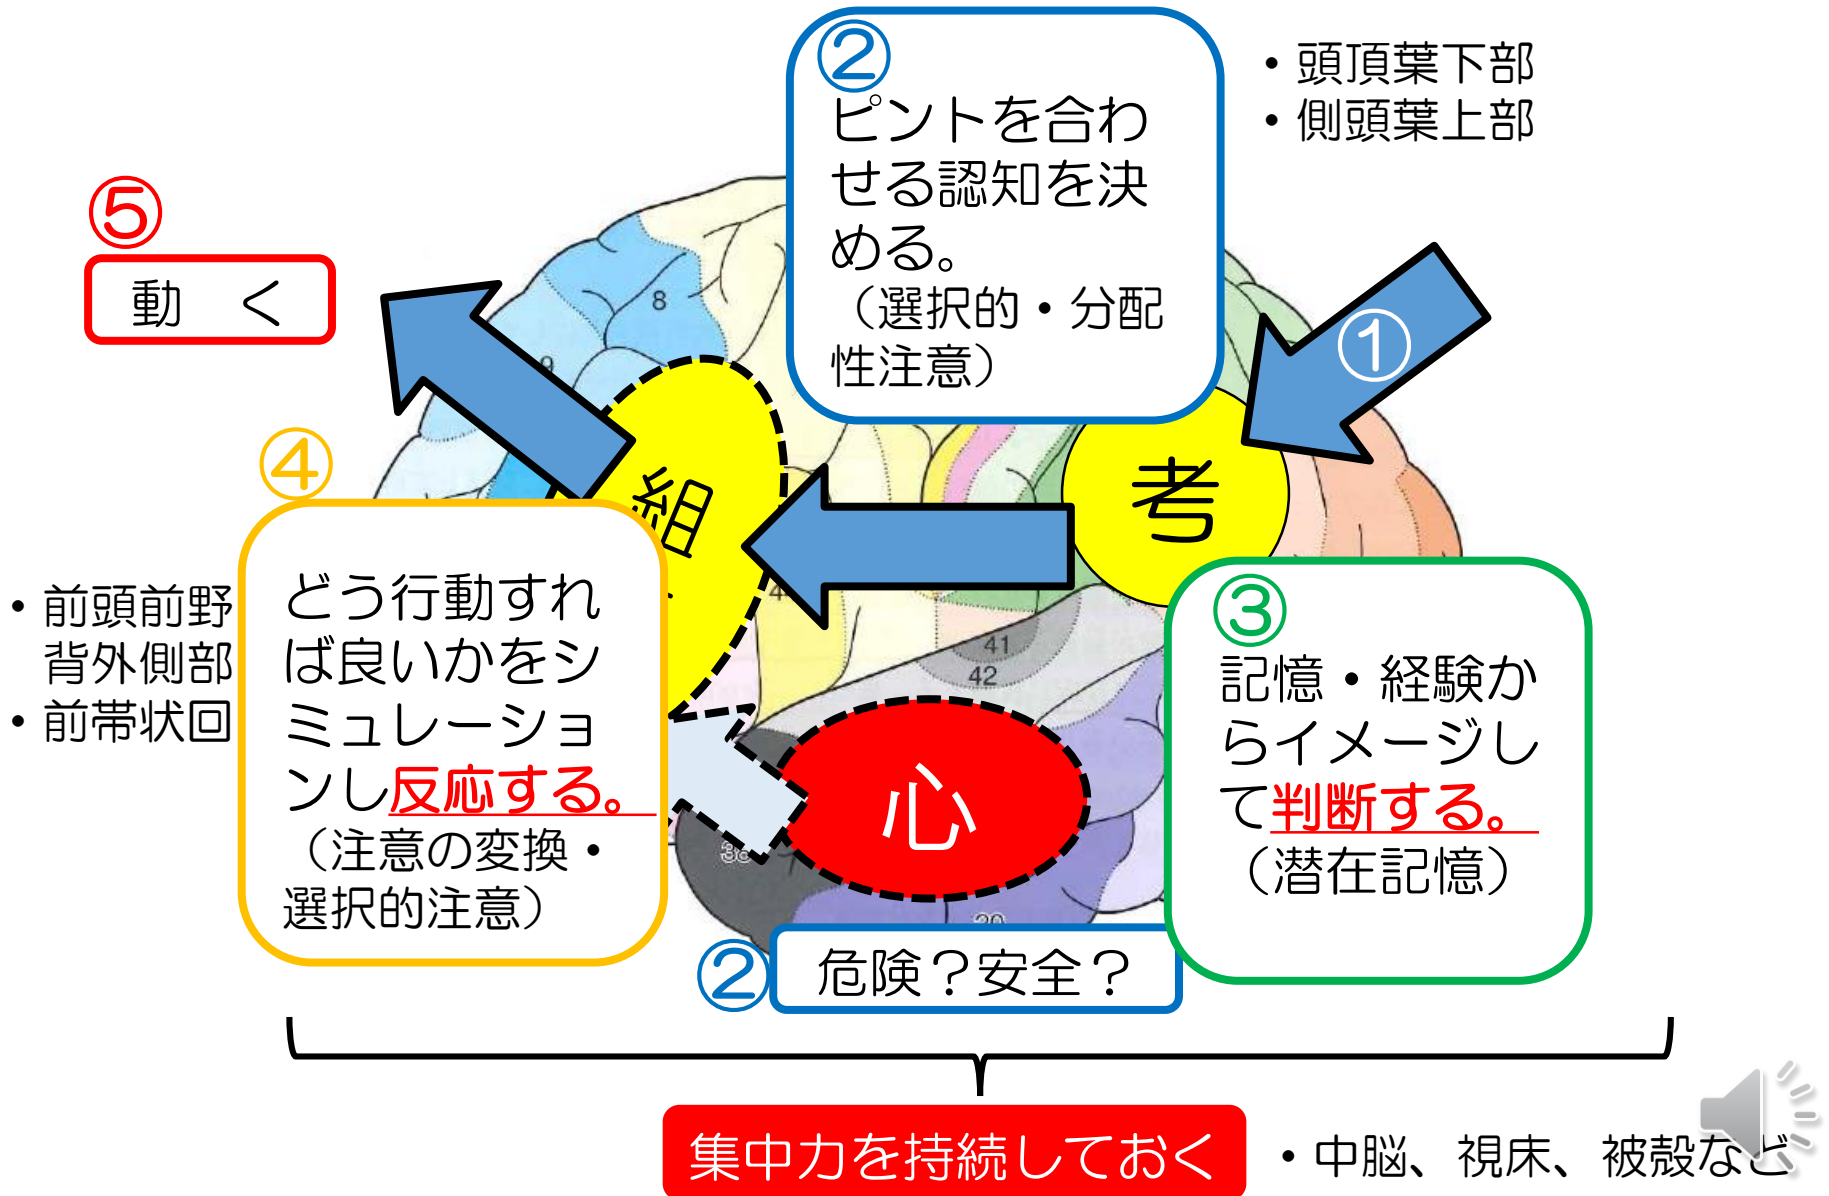 ②
ピントを合わ
せる認知を決
める。
（選択的・分配
性注意）
・頭頂葉下部
・側頭葉上部
①
⑤
動　く
8
9
組
考
④
どう行動すれ
ば良いかをシ
ミュレーショ
ンし反応する。
（注意の変換・
選択的注意）
・前頭前野
背外側部
・前帯状回
41
42
38
心
20
③
記憶・経験か
らイメージし
て判断する。
（潜在記憶）
②
危険？安全？
集中力を持続しておく
・中脳、視床、被殻など